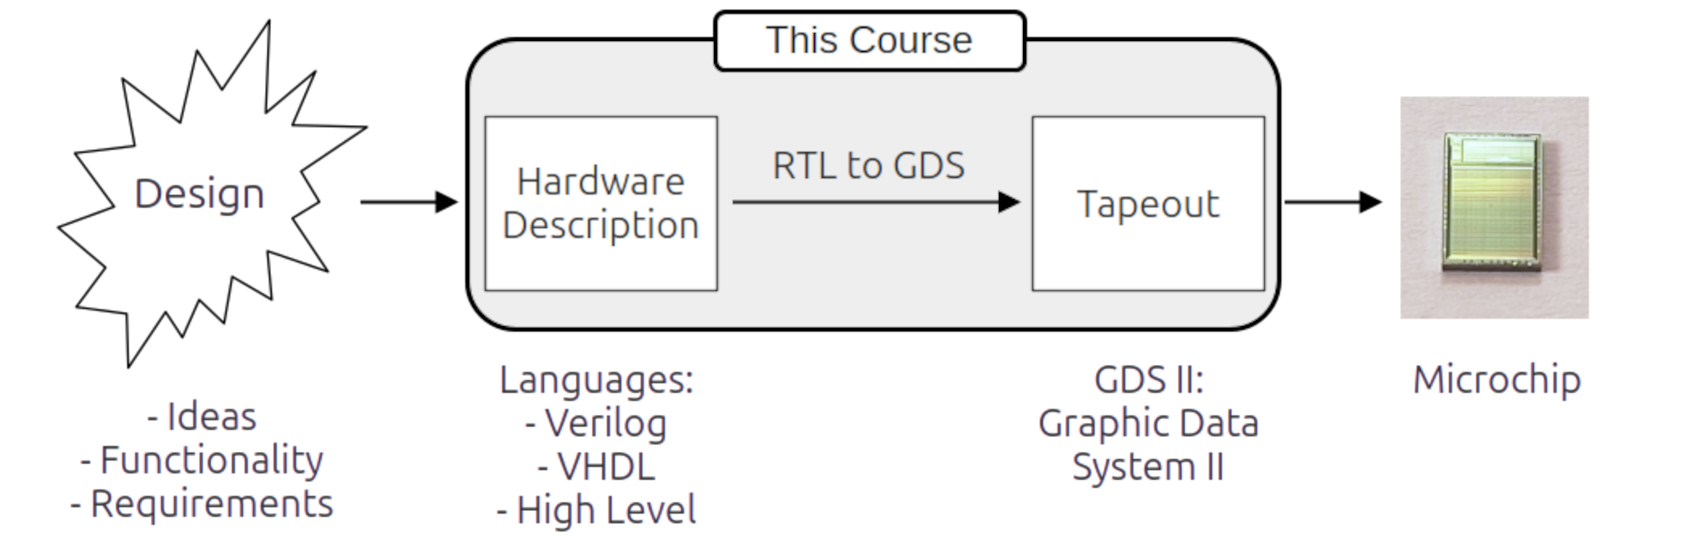 This Course
Design
Hardware
Description
RTL to GDS
Tapeout
- Ideas
- Functionality
- Requirements
Languages:
- Verilog
- VHDL
- High Level
GDS II:
Graphic Data
System II
Microchip